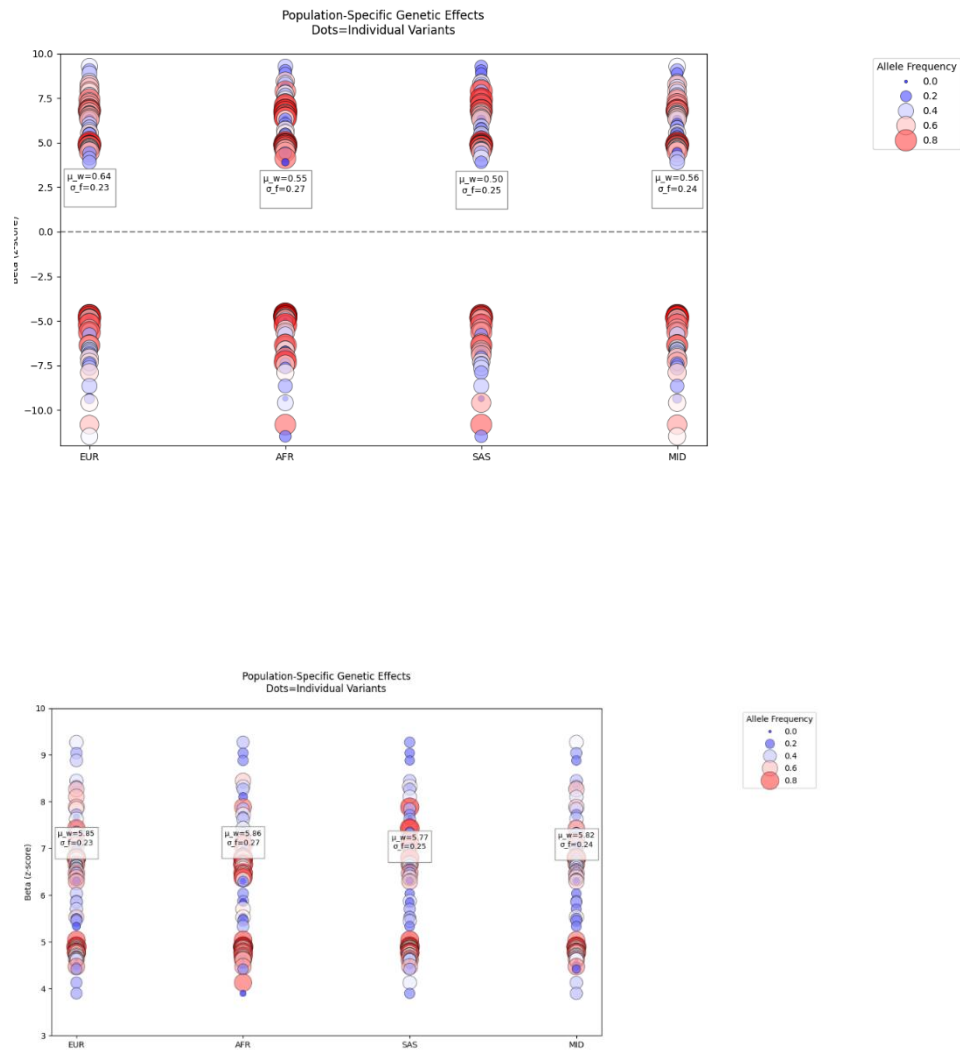 Population-Specific Genetic Effects
Dots=Individual Variants
10.0
7.5
5.0
2.5
0.0
−2.5
−5.0
−7.5
−10.0
Beta (z-score)
μ_w=0.64
σ_f=0.23
μ_w=0.55
σ_f=0.27
μ_w=0.50
σ_f=0.25
μ_w=0.56
σ_f=0.24
EUR
AFR
SAS
MID
Allele Frequency
0.0
0.2
0.4
0.6
0.8
Population-Specific Genetic Effects
Dots=Individual Variants
10
9
8
7
6
5
4
3
Beta (z-score)
μ_w=5.85
σ_f=0.23
μ_w=5.86
σ_f=0.27
μ_w=5.77
σ_f=0.25
μ_w=5.82
σ_f=0.24
EUR
AFR
SAS
MID
Allele Frequency
0.0
0.2
0.4
0.6
0.8